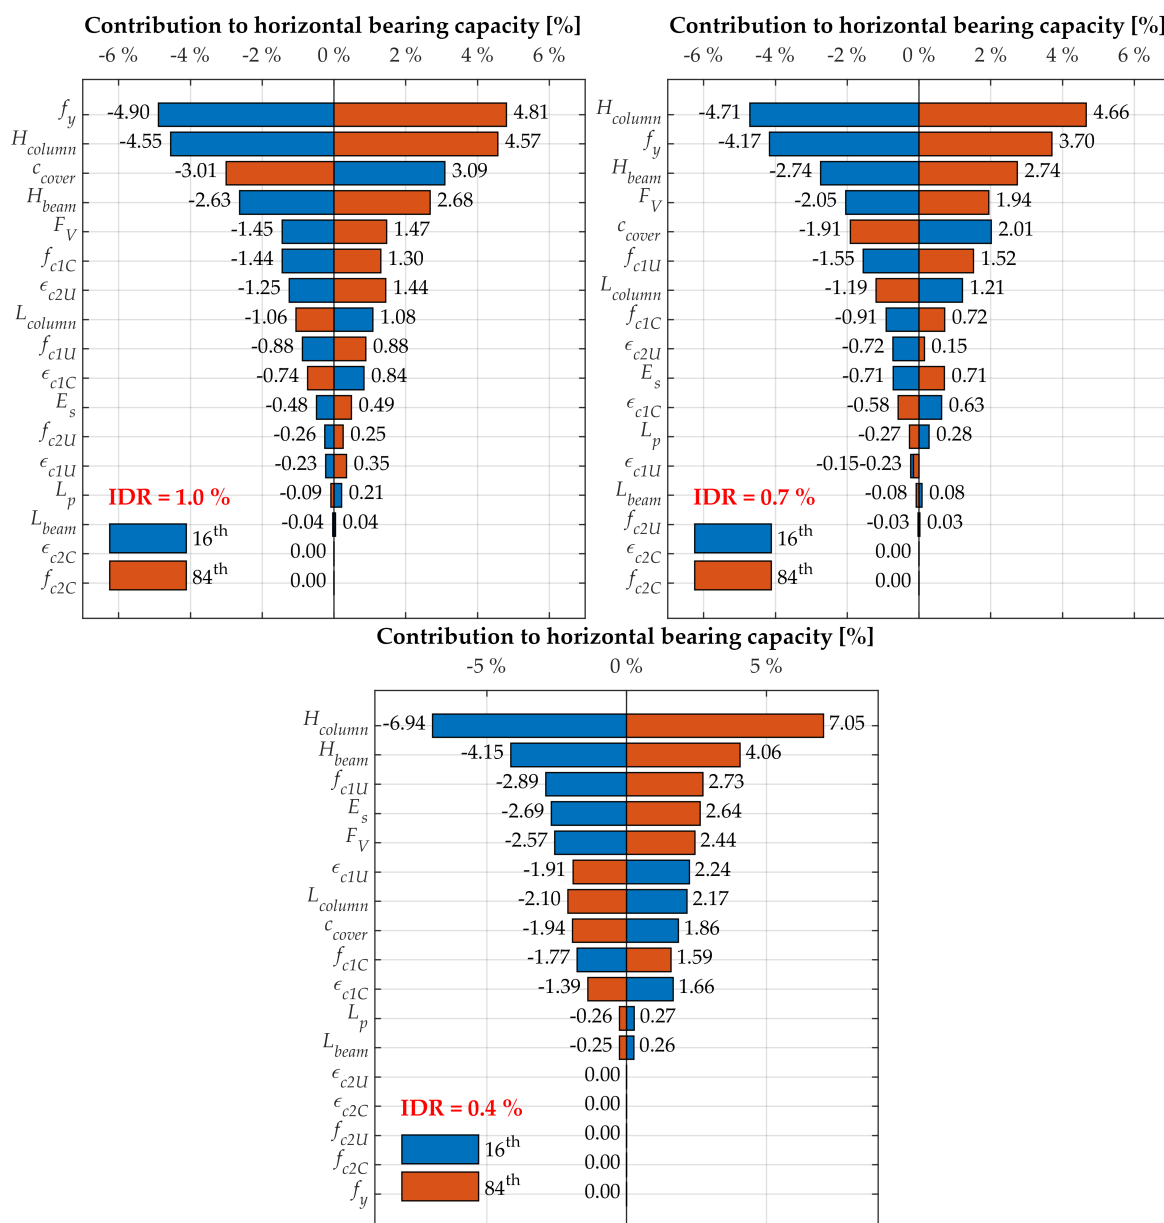 Contribution to horizontal bearing capacity [%]
-6 % -4 % -2 % 0 % 2 % 4 % 6 %
f_y -4.90 4.81
H_column -4.55 4.57
c_cover -3.01 3.09
H_beam -2.63 2.68
F_V -1.45 1.47
f_c1C -1.44 1.30
ϵ_c2U -1.25 1.44
L_column -1.06 1.08
f_c1U -0.88 0.88
ϵ_c1C -0.74 0.84
E_s -0.48 0.49
f_c2U -0.26 0.25
ϵ_c1U -0.23 0.35
L_p -0.09 0.21
L_beam -0.04 0.04
ϵ_c2C 0.00
f_c2C 0.00
IDR = 1.0 %
16th
84th
Contribution to horizontal bearing capacity [%]
-6 % -4 % -2 % 0 % 2 % 4 % 6 %
H_column -4.71 4.66
f_y -4.17 3.70
H_beam -2.74 2.74
F_V -2.05 1.94
c_cover -1.91 2.01
f_c1U -1.55 1.52
L_column -1.19 1.21
f_c1C -0.91 0.72
ϵ_c2U -0.72 0.15
E_s -0.71 0.71
ϵ_c1C -0.58 0.63
L_p -0.27 0.28
ϵ_c1U -0.15 -0.23
L_beam -0.08 0.08
f_c2U -0.03 0.03
ϵ_c2C 0.00
f_c2C 0.00
IDR = 0.7 %
16th
84th
Contribution to horizontal bearing capacity [%]
-5 % 0 % 5 %
H_column -6.94 7.05
H_beam -4.15 4.06
f_c1U -2.89 2.73
E_s -2.69 2.64
F_V -2.57 2.44
ϵ_c1U -1.91 2.24
L_column -2.10 2.17
c_cover -1.94 1.86
f_c1C -1.77 1.59
ϵ_c1C -1.39 1.66
L_p -0.26 0.27
L_beam -0.25 0.26
ϵ_c2U 0.00
ϵ_c2C 0.00
f_c2U 0.00
f_c2C 0.00
f_y 0.00
IDR = 0.4 %
16th
84th